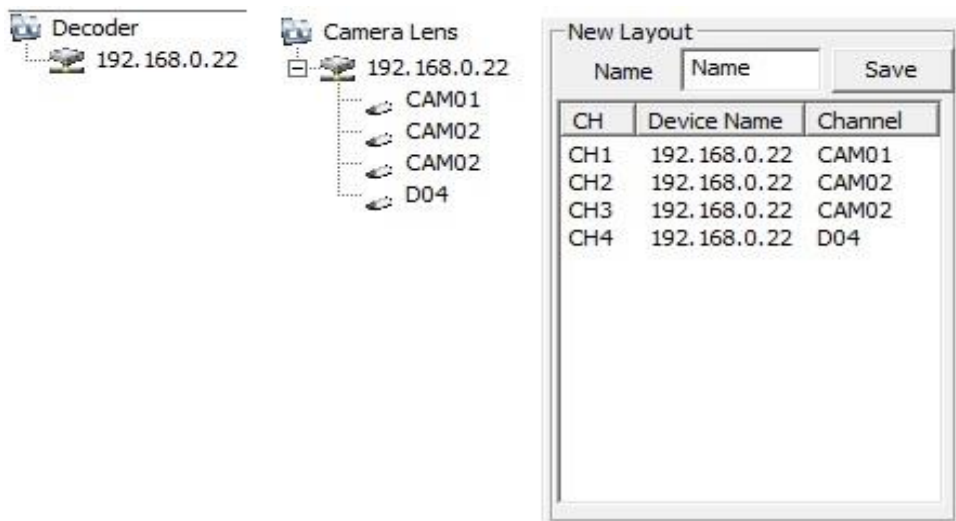 Decoder
192.168.0.22
Camera Lens
192.168.0.22
CAM01
CAM02
CAM02
D04
New Layout
Name Name Save
CH Device Name Channel
CH1 192.168.0.22 CAM01
CH2 192.168.0.22 CAM02
CH3 192.168.0.22 CAM02
CH4 192.168.0.22 D04